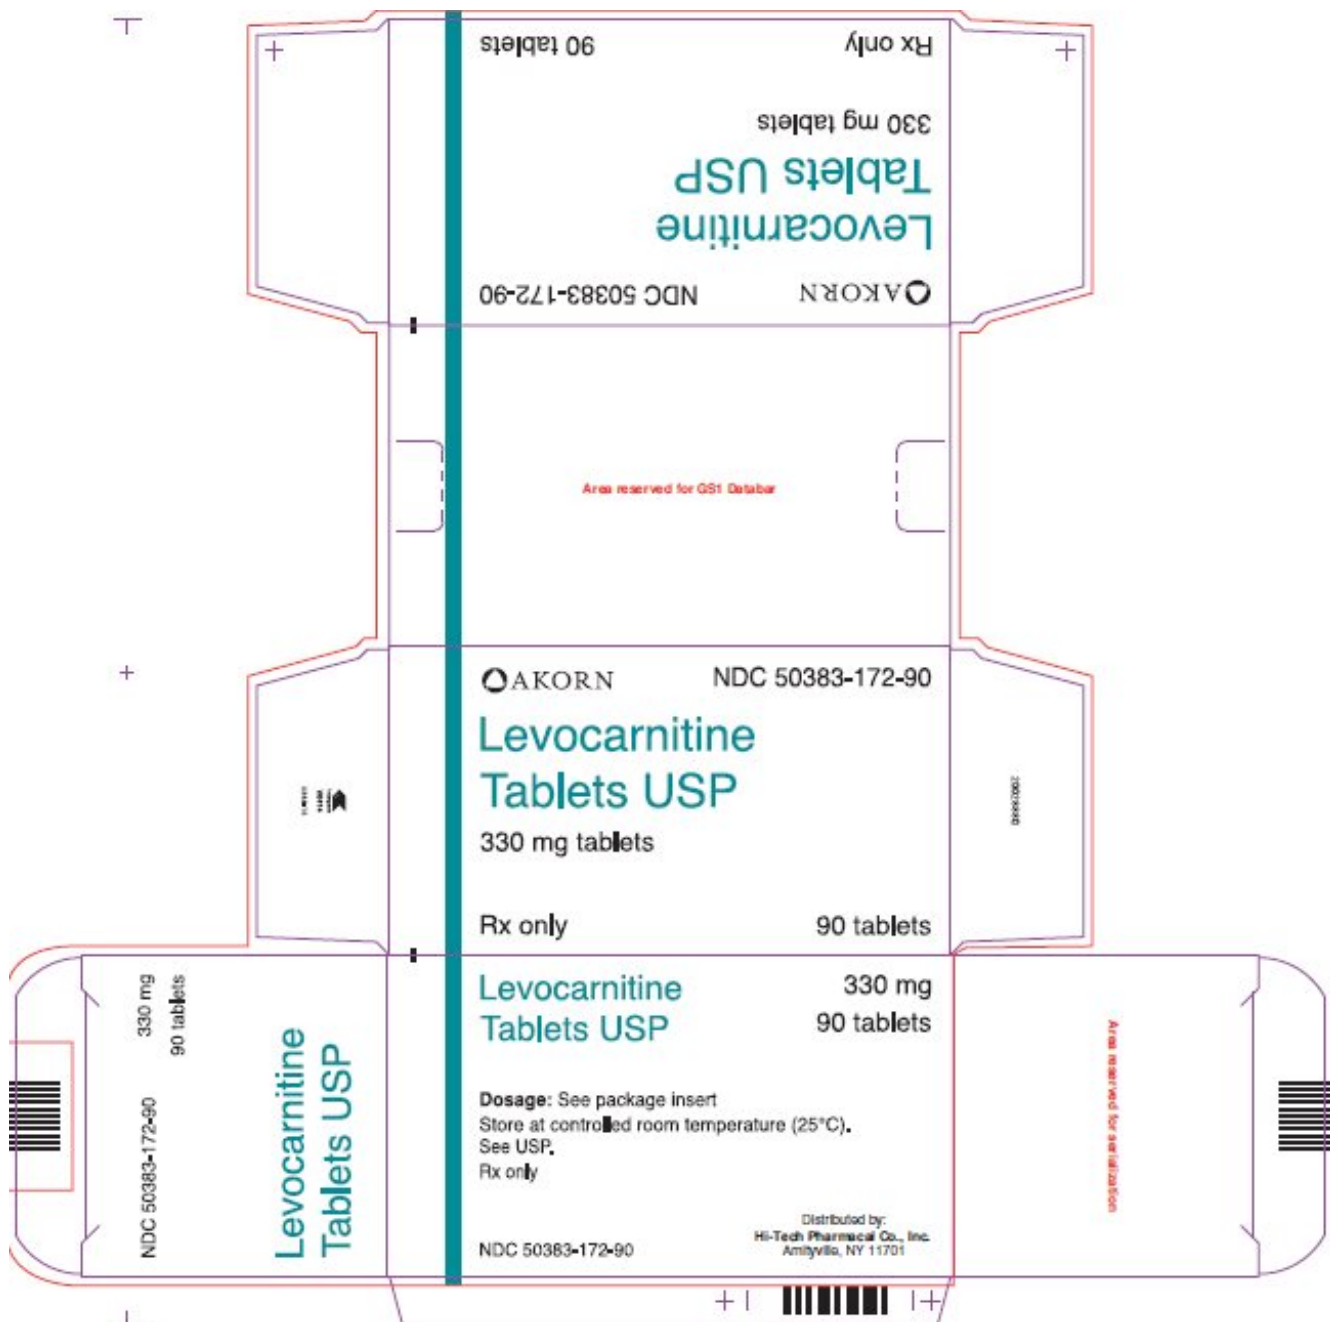 90 tablets
Rx only
330 mg tablets
Levocarnitine
Tablets USP
NDC 50383-172-90
AKORN
Area reserved for GS1 Databar
AKORN
NDC 50383-172-90
Levocarnitine
Tablets USP
330 mg tablets
Rx only
90 tablets
330 mg
90 tablets
NDC 50383-172-90
Levocarnitine
Tablets USP
Levocarnitine
Tablets USP
330 mg
90 tablets
Dosage: See package insert
Store at controlled room temperature (25°C).
See USP.
Rx only
NDC 50383-172-90
Distributed by:
Hi-Tech Pharmacal Co., Inc.
Amityville, NY 11701
Area reserved for serialization